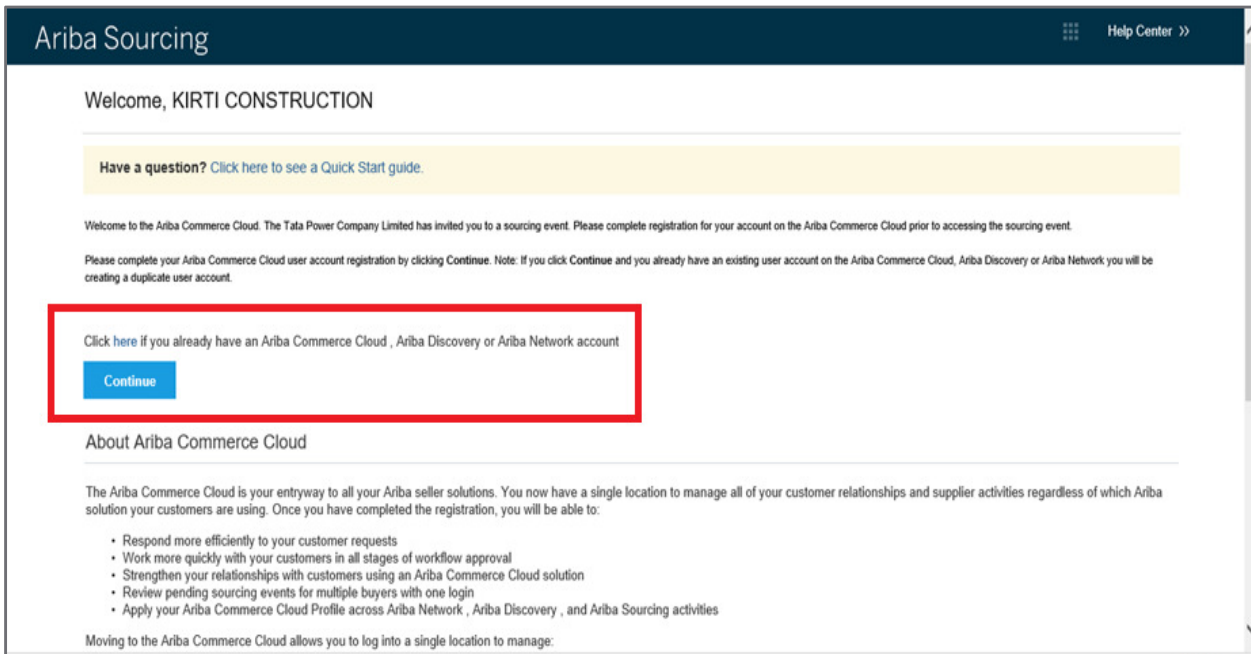 Ariba Sourcing
Help Center »
Welcome, KIRTI CONSTRUCTION
Have a question? Click here to see a Quick Start guide.
Welcome to the Ariba Commerce Cloud. The Tata Power Company Limited has invited you to a sourcing event. Please complete registration for your account on the Ariba Commerce Cloud prior to accessing the sourcing event.
Please complete your Ariba Commerce Cloud user account registration by clicking Continue. Note: If you click Continue and you already have an existing user account on the Ariba Commerce Cloud, Ariba Discovery or Ariba Network you will be
creating a duplicate user account.
Click here if you already have an Ariba Commerce Cloud , Ariba Discovery or Ariba Network account
Continue
About Ariba Commerce Cloud
The Ariba Commerce Cloud is your entryway to all your Ariba seller solutions. You now have a single location to manage all of your customer relationships and supplier activities regardless of which Ariba
solution your customers are using. Once you have completed the registration, you will be able to:
• Respond more efficiently to your customer requests
• Work more quickly with your customers in all stages of workflow approval
• Strengthen your relationships with customers using an Ariba Commerce Cloud solution
• Review pending sourcing events for multiple buyers with one login
• Apply your Ariba Commerce Cloud Profile across Ariba Network , Ariba Discovery , and Ariba Sourcing activities
Moving to the Ariba Commerce Cloud allows you to log into a single location to manage: